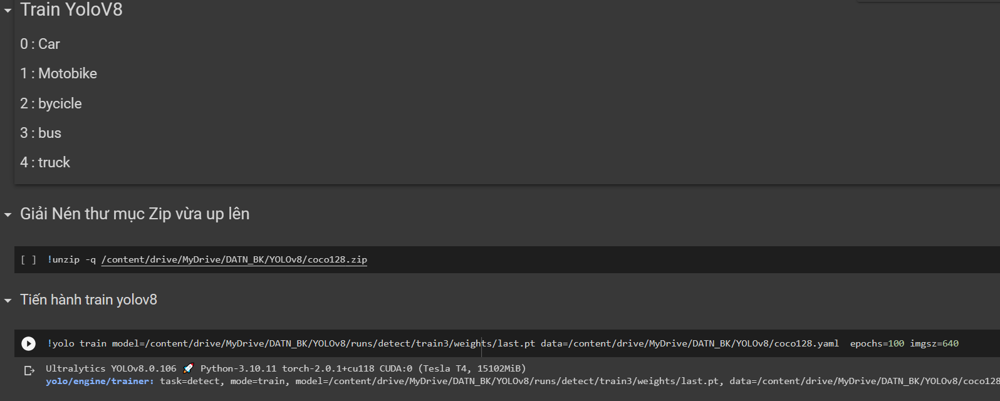 Train YoloV8
0 : Car
1 : Motobike
2 : bycicle
3 : bus
4 : truck
Giải Nén thư mục Zip vừa up lên
[ ] !unzip -q /content/drive/MyDrive/DATN_BK/YOLOv8/coco128.zip
Tiến hành train yolov8
!yolo train model=/content/drive/MyDrive/DATN_BK/YOLOv8/runs/detect/train3/weights/last.pt data=/content/drive/MyDrive/DATN_BK/YOLOv8/coco128.yaml  epochs=100 imgsz=640
Ultralytics YOLOv8.0.106 🚀 Python-3.10.11 torch-2.0.1+cu118 CUDA:0 (Tesla T4, 15102MiB)
yolo/engine/trainer: task=detect, mode=train, model=/content/drive/MyDrive/DATN_BK/YOLOv8/runs/detect/train3/weights/last.pt, data=/content/drive/MyDrive/DATN_BK/YOLOv8/coco128